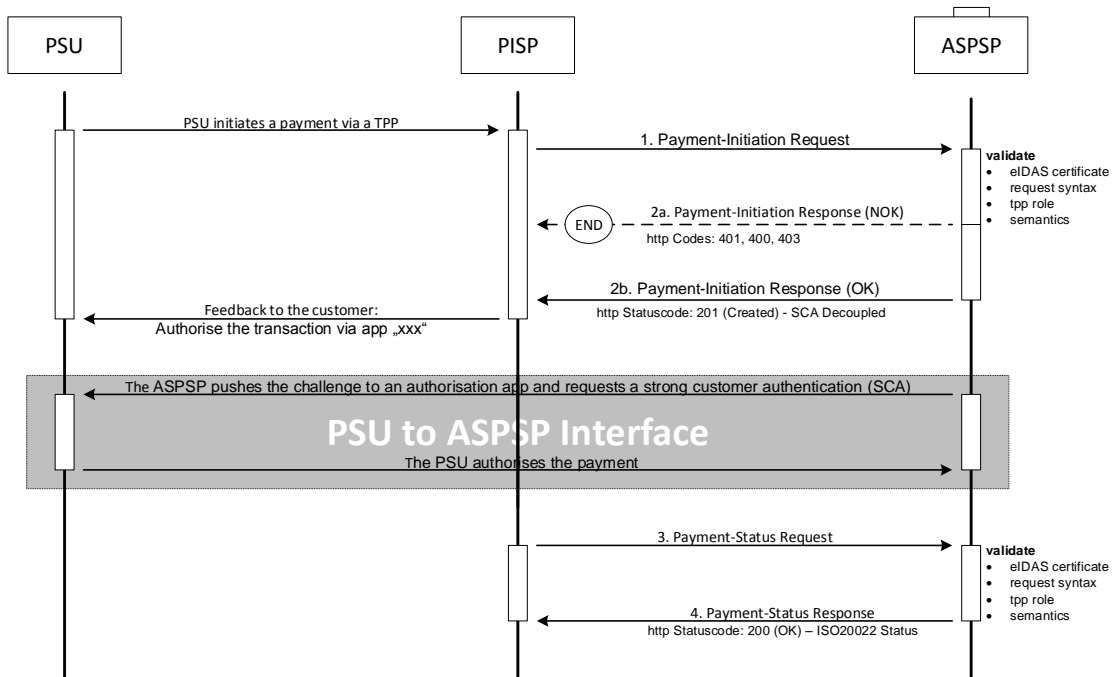 PSU
PISP
ASPSP
PSU initiates a payment via a TPP
1. Payment-Initiation Request
validate
• eIDAS certificate
• request syntax
• tpp role
• semantics
END
2a. Payment-Initiation Response (NOK)
http Codes: 401, 400, 403
2b. Payment-Initiation Response (OK)
http Statuscode: 201 (Created) - SCA Decoupled
Feedback to the customer:
Authorise the transaction via app „xxx“
The ASPSP pushes the challenge to an authorisation app and requests a strong customer authentication (SCA)
PSU to ASPSP Interface
The PSU authorises the payment
3. Payment-Status Request
validate
• eIDAS certificate
• request syntax
• tpp role
• semantics
4. Payment-Status Response
http Statuscode: 200 (OK) – ISO20022 Status